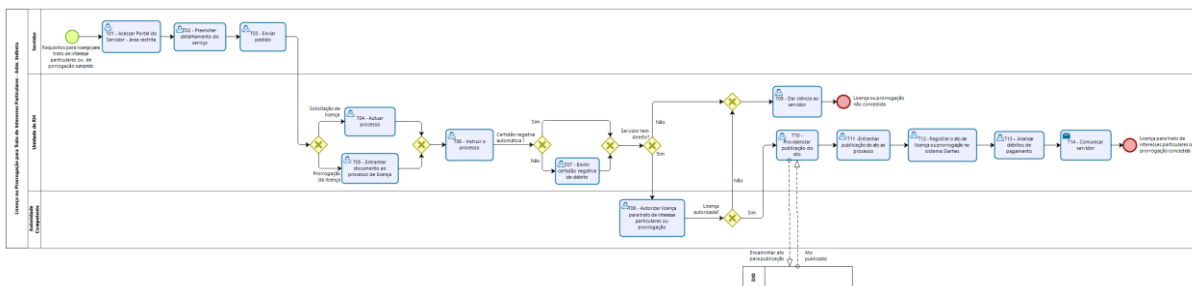 Licença ou Prorrogação para Trato de Interesses Particulares - Adm. Indireta
Servidor
Requisitos para licença para
trato de interesse
particulares ou de
prorrogação cumprido
T01 - Acessar Portal do
Servidor - área restrita
T02 - Preencher
detalhamento do
serviço
T03 - Enviar
pedido
Unidade de RH
Solicitação de
licença
Prorrogação
da licença
T04 - Autuar
processo
T05 - Entranhar
documento ao
processo de licença
T06 - Instruir o
processo
Certidão negativa
automática?
Sim
Não
T07 - Emitir
certidão negativa
de débito
Servidor tem
direito?
Não
Sim
T09 - Dar ciência ao
servidor
Licença ou prorrogação
não concedida
Não
T10 -
Providenciar
publicação do
ato
T11 - Entranhar
publicação do ato ao
processo
T12 - Registrar o ato de
licença ou prorrogação no
sistema Siarhes
T13 - Analisar
débitos de
pagamento
T14 - Comunicar
servidor
Licença para trato de
interesses particulares ou
prorrogação concedida
Autoridade
Competente
T08 - Autorizar licença
para trato de interesse
particulares ou
prorrogação
Licença
autorizada?
Sim
Encaminhar ato
para publicação
Ato
publicado